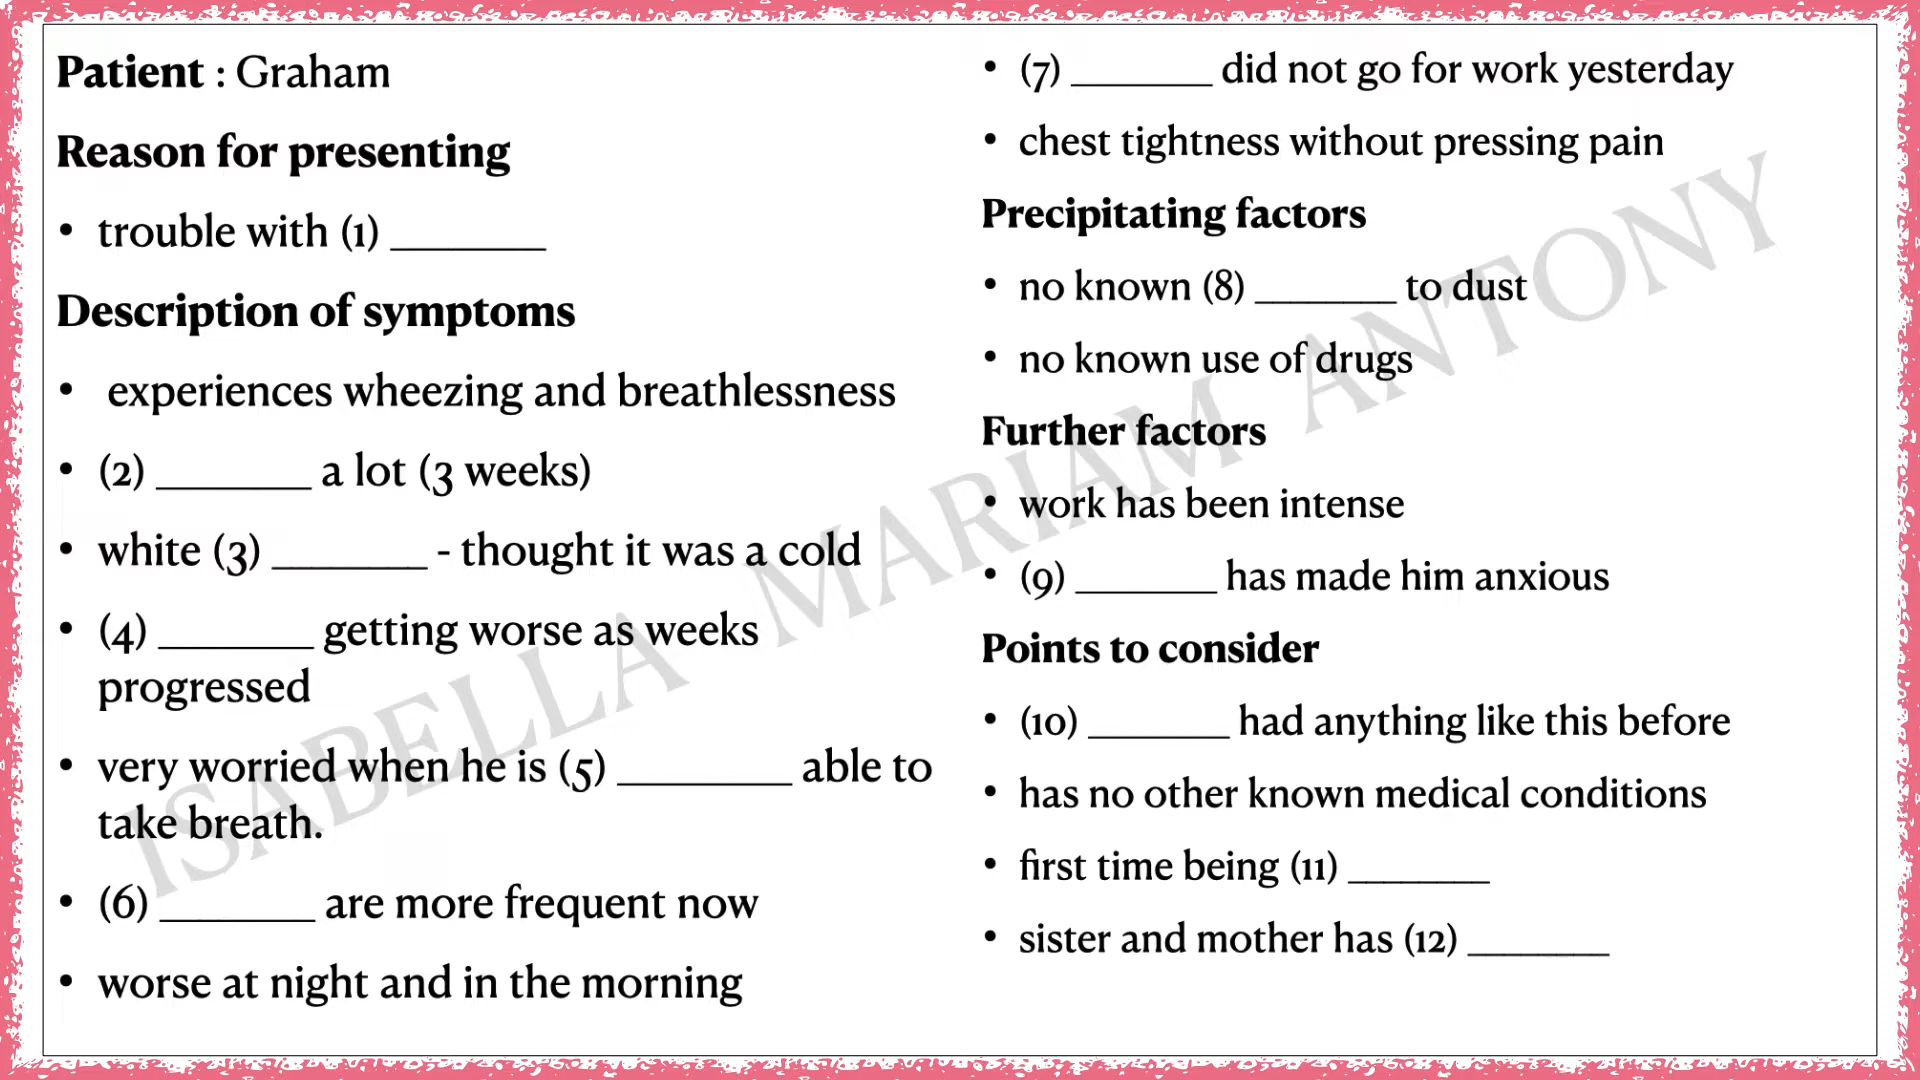 Patient : Graham
Reason for presenting
• trouble with (1) _______
Description of symptoms
• experiences wheezing and breathlessness
• (2) _______ a lot (3 weeks)
• white (3) _______ - thought it was a cold
• (4) _______ getting worse as weeks
progressed
• very worried when he is (5) ________ able to
take breath.
• (6) _______ are more frequent now
• worse at night and in the morning
• (7) _______ did not go for work yesterday
• chest tightness without pressing pain
Precipitating factors
• no known (8) _______ to dust
• no known use of drugs
Further factors
• work has been intense
• (9) _______ has made him anxious
Points to consider
• (10) _______ had anything like this before
• has no other known medical conditions
• first time being (11) _______
• sister and mother has (12) _______
ISABELLA MARIAM ANTONY